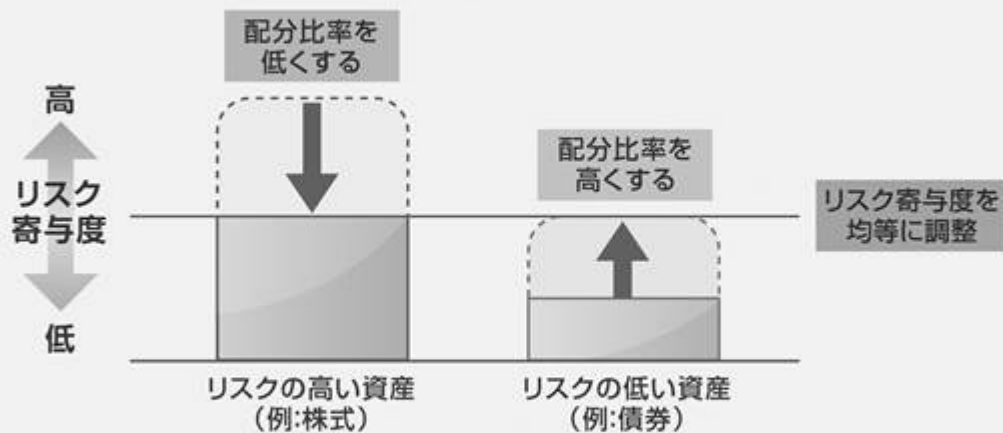 配分比率を
低くする
高
リスク
寄与度
低
配分比率を
高くする
リスク寄与度を
均等に調整
リスクの高い資産
（例：株式）
リスクの低い資産
（例：債券）